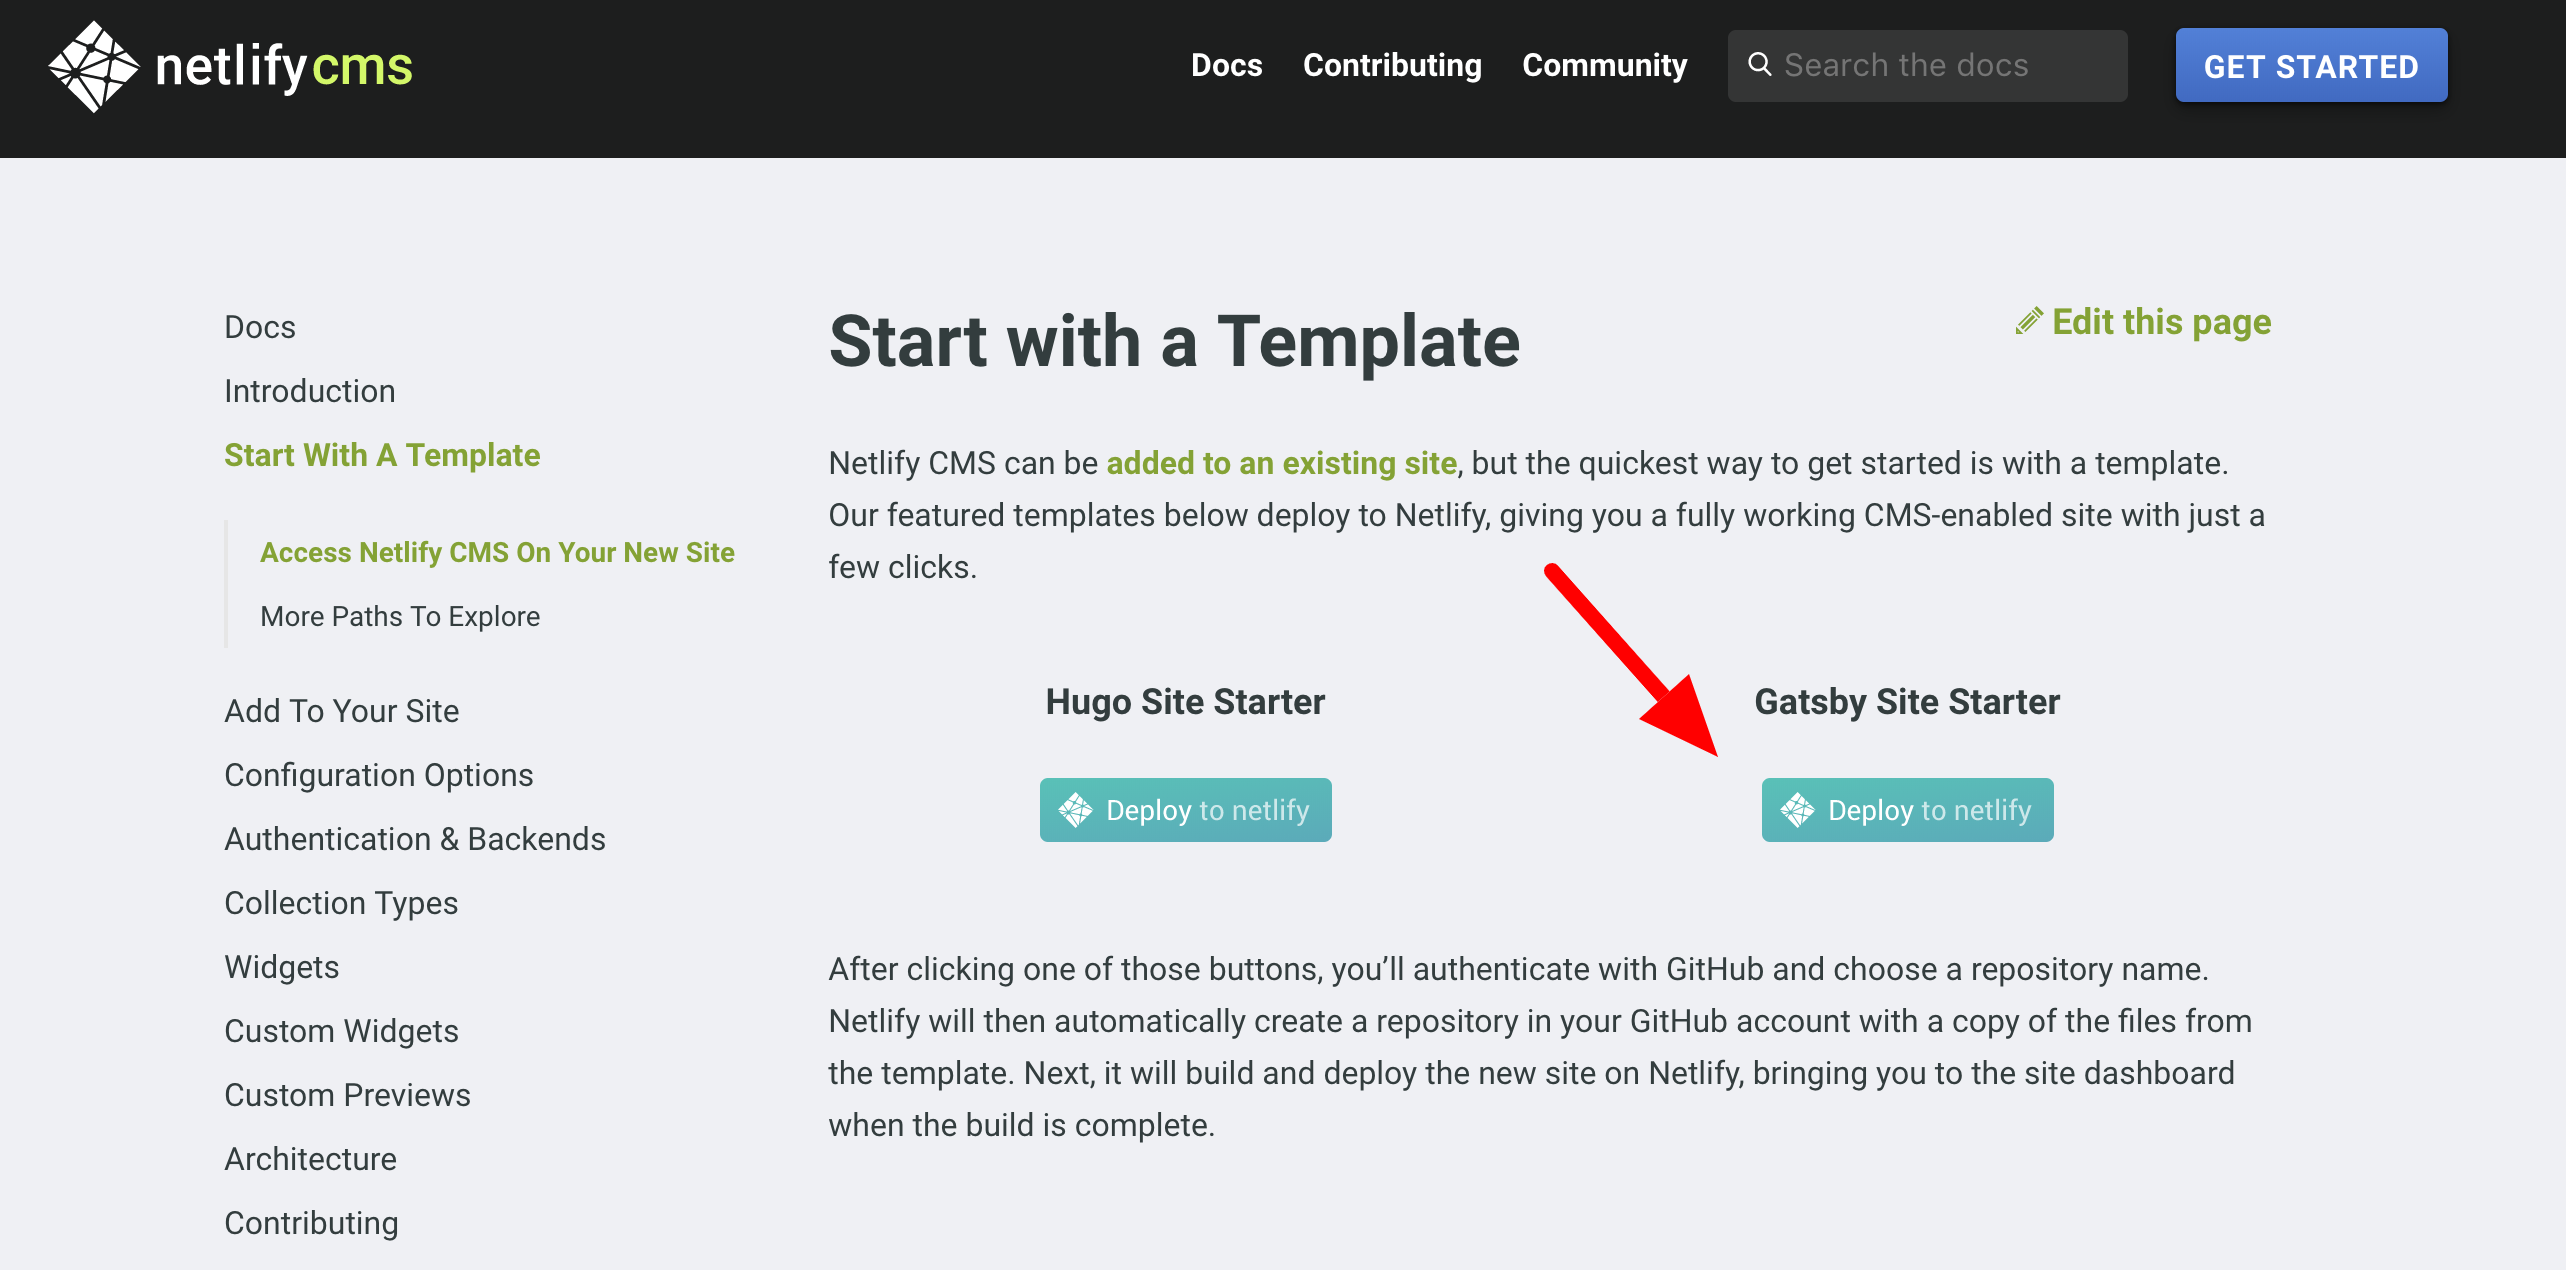 netlifycms
Docs
Contributing
Community
Search the docs
GET STARTED
Docs
Introduction
Start With A Template
Access Netlify CMS On Your New Site
More Paths To Explore
Add To Your Site
Configuration Options
Authentication & Backends
Collection Types
Widgets
Custom Widgets
Custom Previews
Architecture
Contributing
Start with a Template
Edit this page
Netlify CMS can be added to an existing site, but the quickest way to get started is with a template.
Our featured templates below deploy to Netlify, giving you a fully working CMS-enabled site with just a
few clicks.
Hugo Site Starter
Deploy to netlify
Gatsby Site Starter
Deploy to netlify
After clicking one of those buttons, you’ll authenticate with GitHub and choose a repository name.
Netlify will then automatically create a repository in your GitHub account with a copy of the files from
the template. Next, it will build and deploy the new site on Netlify, bringing you to the site dashboard
when the build is complete.